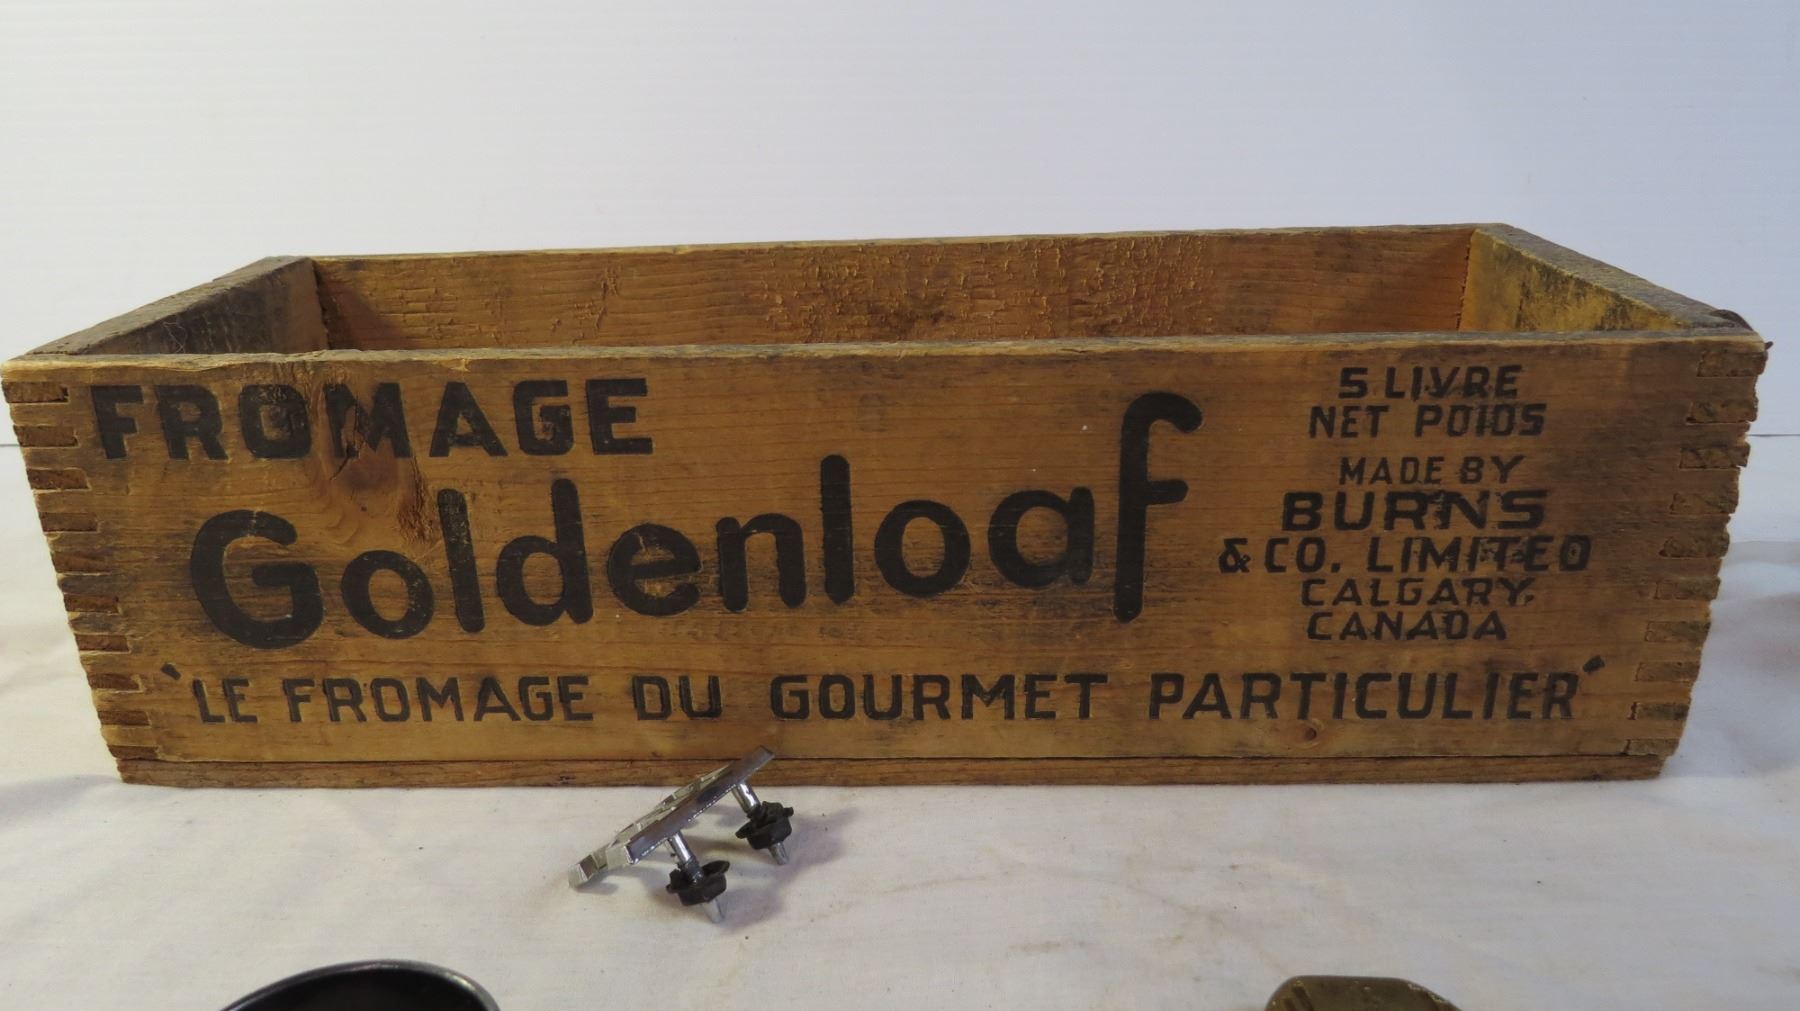 FROMAGE
Goldenloaf
5 LIVRE
NET POIDS
MADE BY
BURNS
& CO. LIMITED
CALGARY,
CANADA
"LE FROMAGE DU GOURMET PARTICULIER"